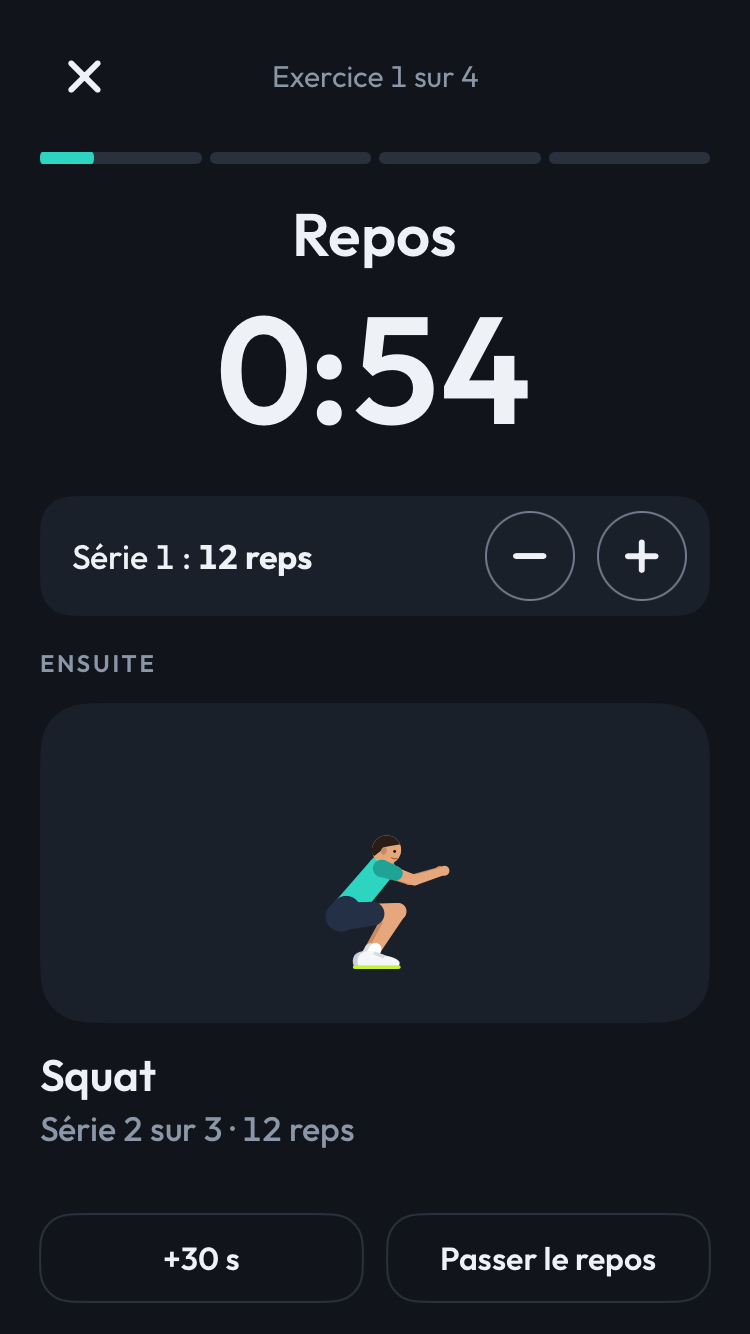 Exercice 1 sur 4
Repos
0:54
Série 1 : 12 reps
ENSUITE
Squat
Série 2 sur 3 · 12 reps
+30 s
Passer le repos